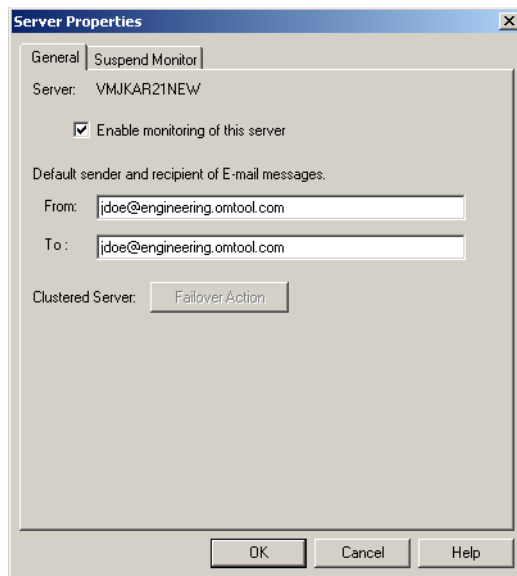 Server Properties
General Suspend Monitor
Server: VMJKAR21NEW
Enable monitoring of this server
Default sender and recipient of E-mail messages.
From: jdoe@engineering.omtool.com
To : jdoe@engineering.omtool.com
Clustered Server: Failover Action
OK Cancel Help